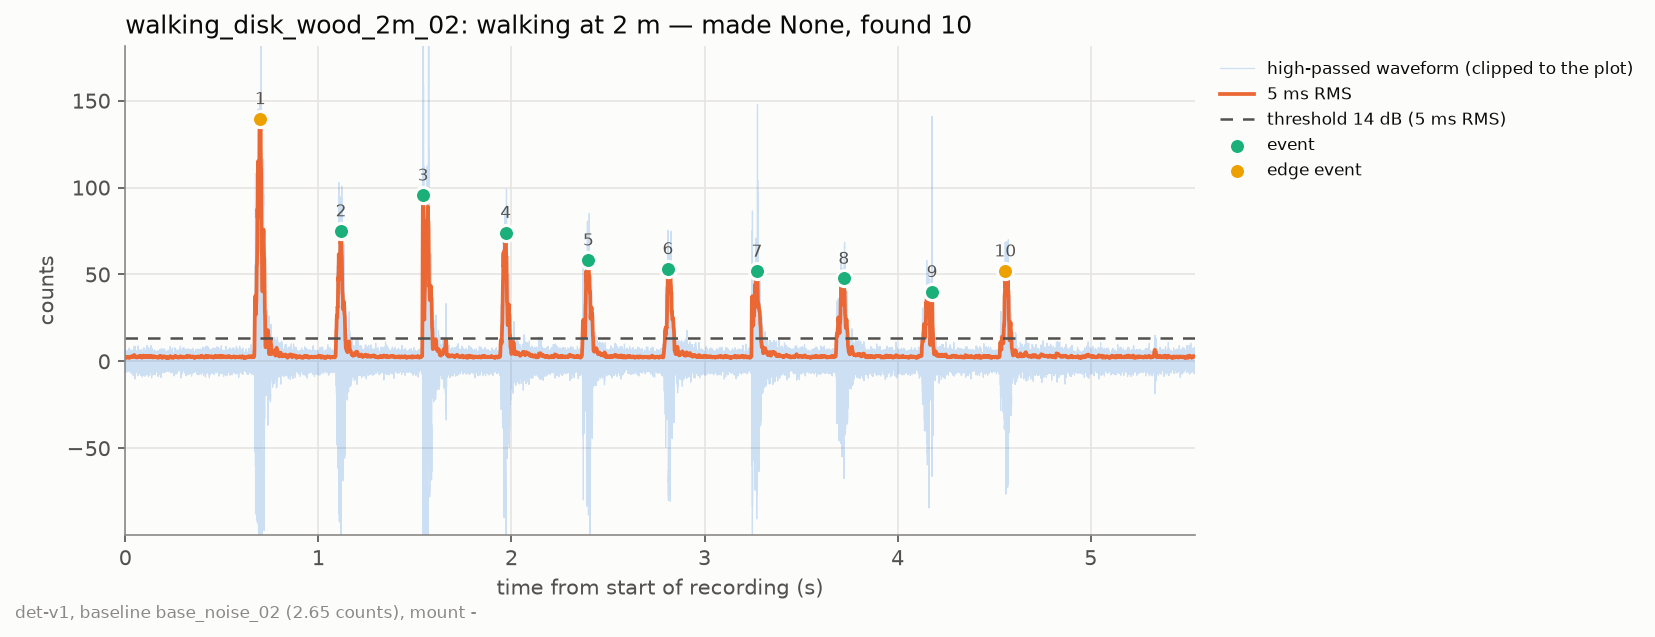 walking_disk_wood_2m_02: walking at 2 m — made None, found 10
high-passed waveform (clipped to the plot)
5 ms RMS
threshold 14 dB (5 ms RMS)
event
edge event
counts
150
100
50
0
−50
1
2
3
4
5
6
7
8
9
10
0
1
2
3
4
5
time from start of recording (s)
det-v1, baseline base_noise_02 (2.65 counts), mount -